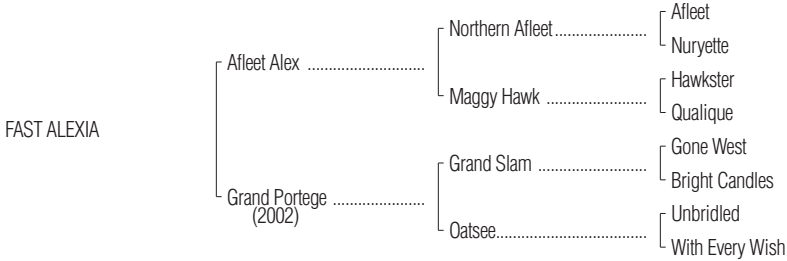 Afleet
Northern Afleet
Nuryette
Afleet Alex
Hawkster
Maggy Hawk
Qualique
FAST ALEXIA
Gone West
Grand Slam
Bright Candles
Grand Portege
(2002)
Unbridled
Oatsee
With Every Wish